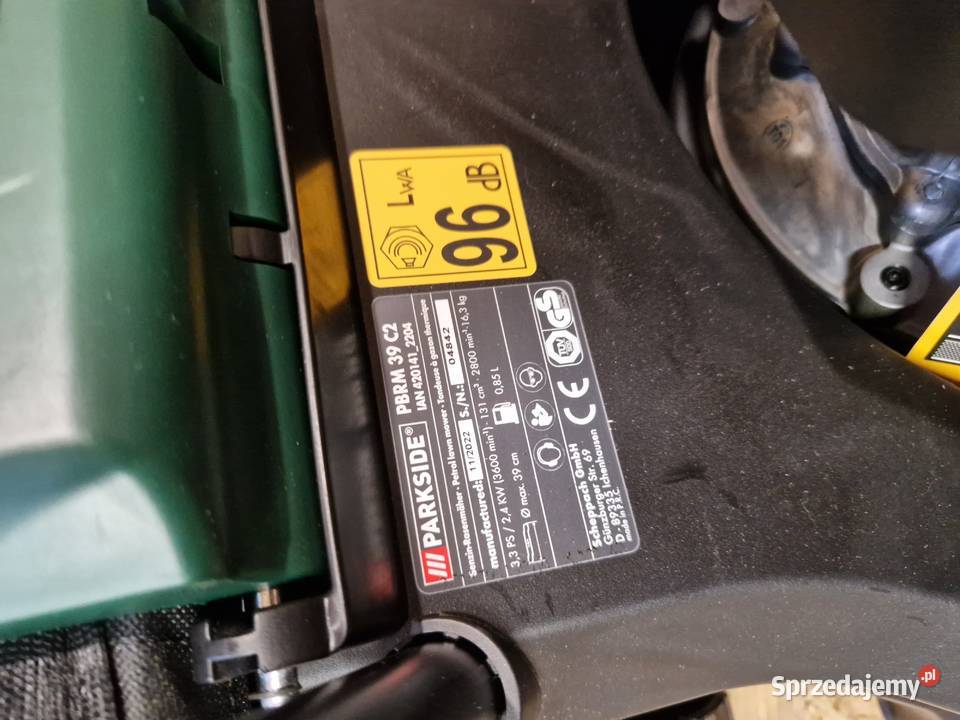 LWA
96 dB
PARKSIDE® PBRM 39 C2
IAN 420141_2204
Benzin-Rasenmäher · Petrol lawn mower · Tondeuse à gazon thermique
manufactured: 11/2022 S./N.: 04842
3,3 PS / 2,4 KW (3600 min⁻¹) · 131 cm³ · 2800 min⁻¹ · 16,3 kg
Ø max. 39 cm
0,85 L
CE
TÜV
GS
Scheppach GmbH
Günzburger Str. 69
D - 89335 Ichenhausen
made in P.R.C.
Sprzedajemy.pl